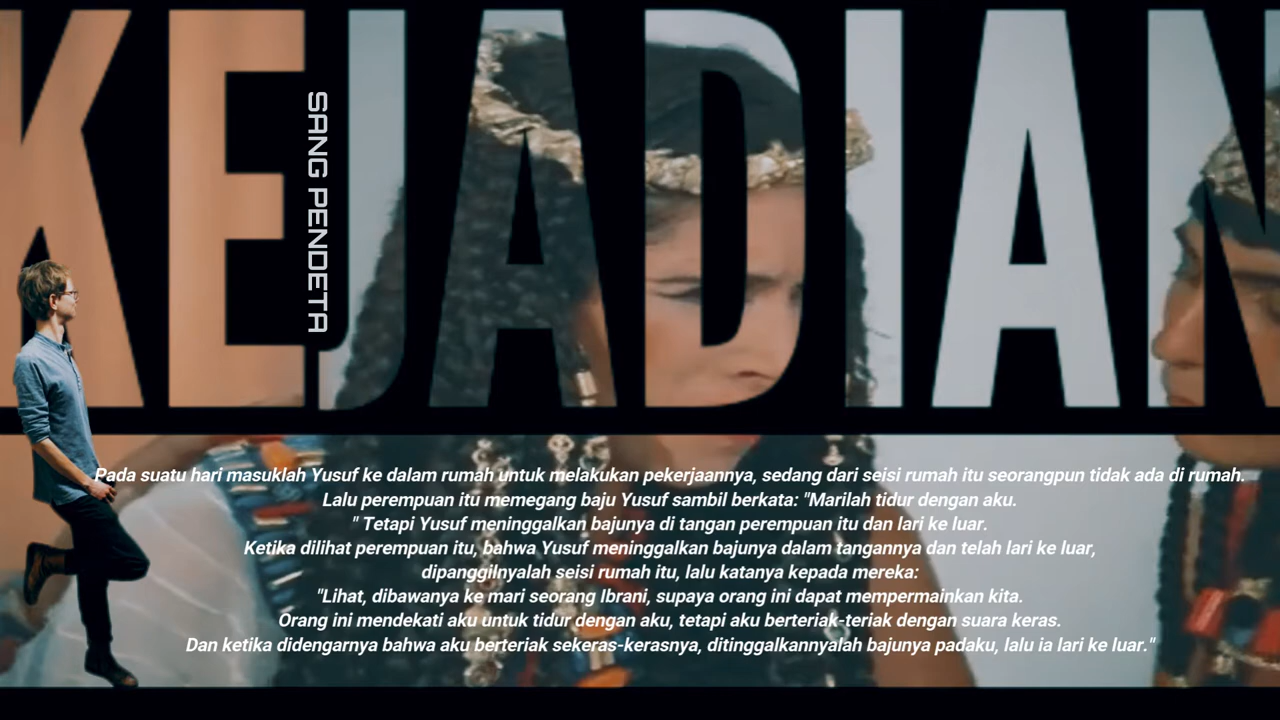 KEJADIAN
SANG PENDETA
Pada suatu hari masuklah Yusuf ke dalam rumah untuk melakukan pekerjaannya, sedang dari seisi rumah itu seorangpun tidak ada di rumah.
Lalu perempuan itu memegang baju Yusuf sambil berkata: "Marilah tidur dengan aku.
" Tetapi Yusuf meninggalkan bajunya di tangan perempuan itu dan lari ke luar.
Ketika dilihat perempuan itu, bahwa Yusuf meninggalkan bajunya dalam tangannya dan telah lari ke luar,
dipanggilnyalah seisi rumah itu, lalu katanya kepada mereka:
"Lihat, dibawanya ke mari seorang Ibrani, supaya orang ini dapat mempermainkan kita.
Orang ini mendekati aku untuk tidur dengan aku, tetapi aku berteriak-teriak dengan suara keras.
Dan ketika didengarnya bahwa aku berteriak sekeras-kerasnya, ditinggalkannyalah bajunya padaku, lalu ia lari ke luar."